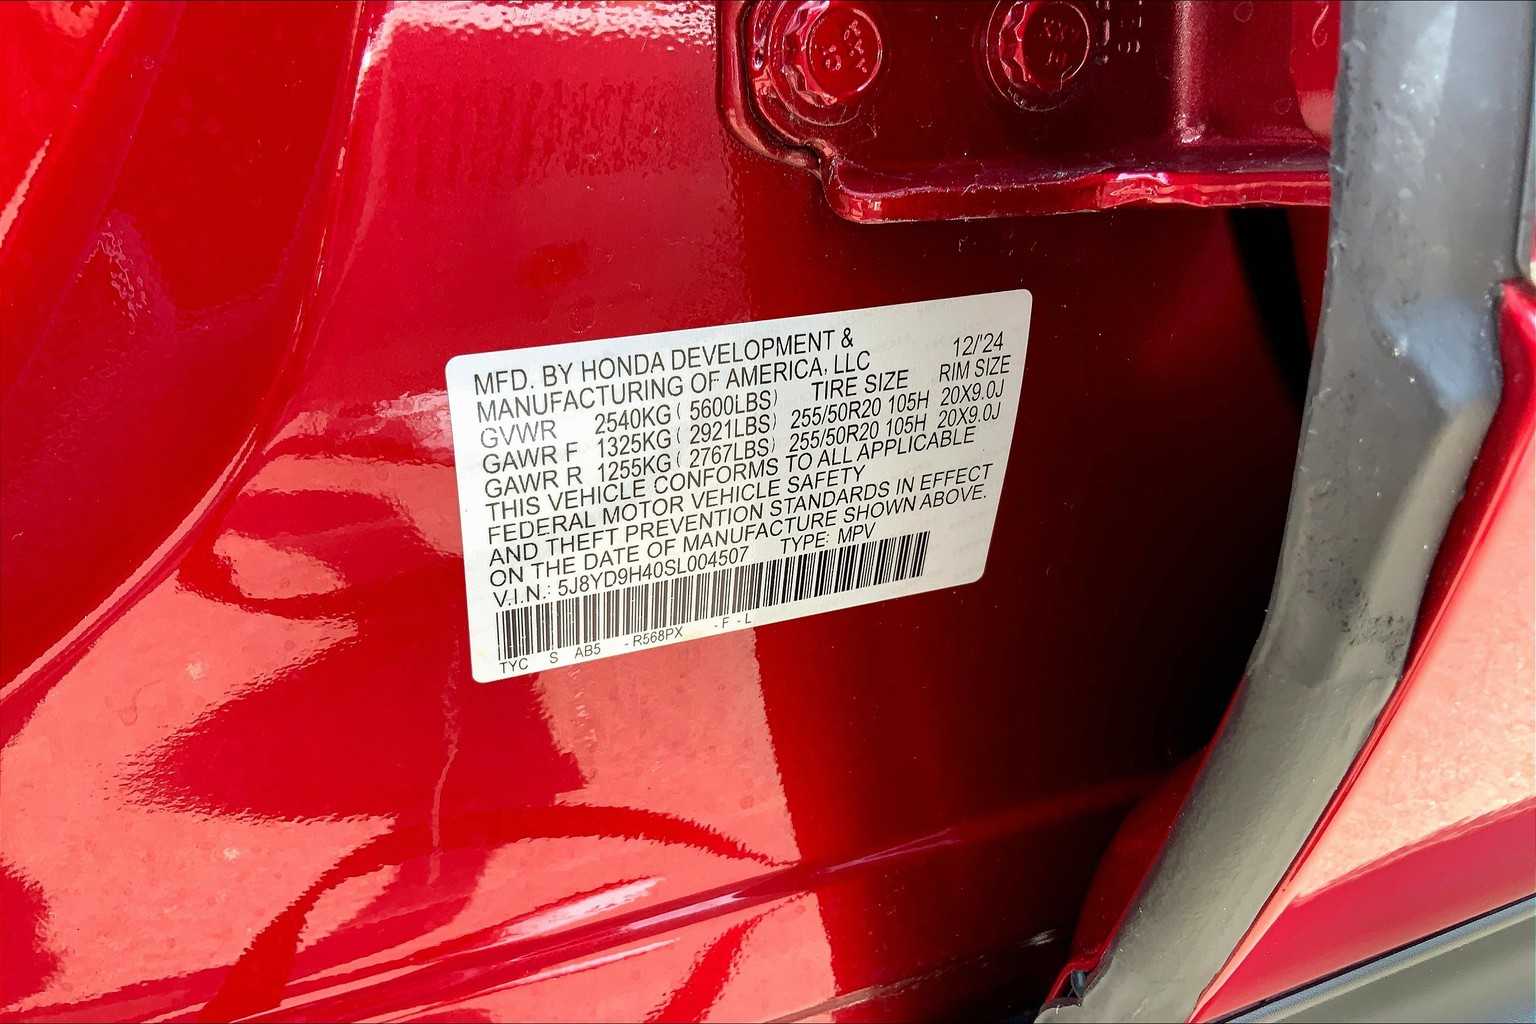 MFD. BY HONDA DEVELOPMENT &
MANUFACTURING OF AMERICA, LLC 12/'24
TIRE SIZE RIM SIZE
GVWR 2540KG ( 5600LBS)
GAWR F 1325KG ( 2921LBS) 255/50R20 105H 20X9.0J
GAWR R 1255KG ( 2767LBS) 255/50R20 105H 20X9.0J
THIS VEHICLE CONFORMS TO ALL APPLICABLE
FEDERAL MOTOR VEHICLE SAFETY
AND THEFT PREVENTION STANDARDS IN EFFECT
ON THE DATE OF MANUFACTURE SHOWN ABOVE.
V.I.N.: 5J8YD9H40SL004507 TYPE: MPV
TYC S AB5 - R568PX - F - L